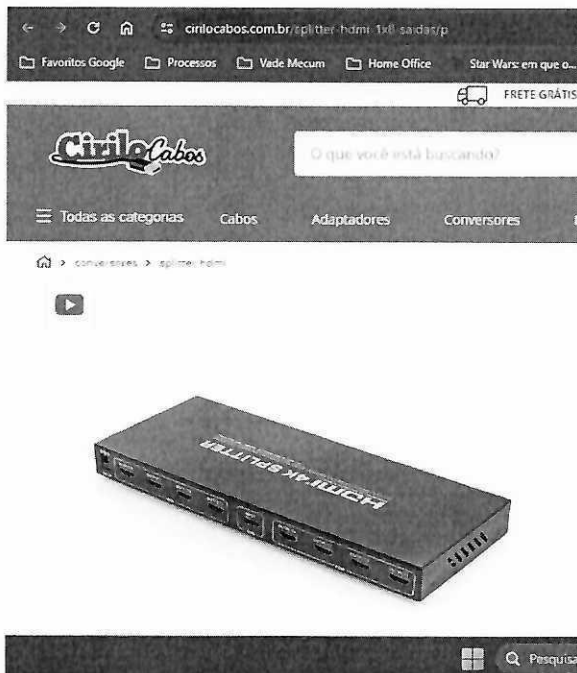 cirilocabos.com.br/splitter-hdmi-1x8-saidas/p
Favoritos Google Processos Vade Mecum Home Office Star Wars: em que o...
FRETE GRÁTIS
CiriloCabos
O que você está buscando?
Todas as categorias Cabos Adaptadores Conversores
> conversores > splitter hdmi
HDMI 4K SPLITTER
Pesquisa